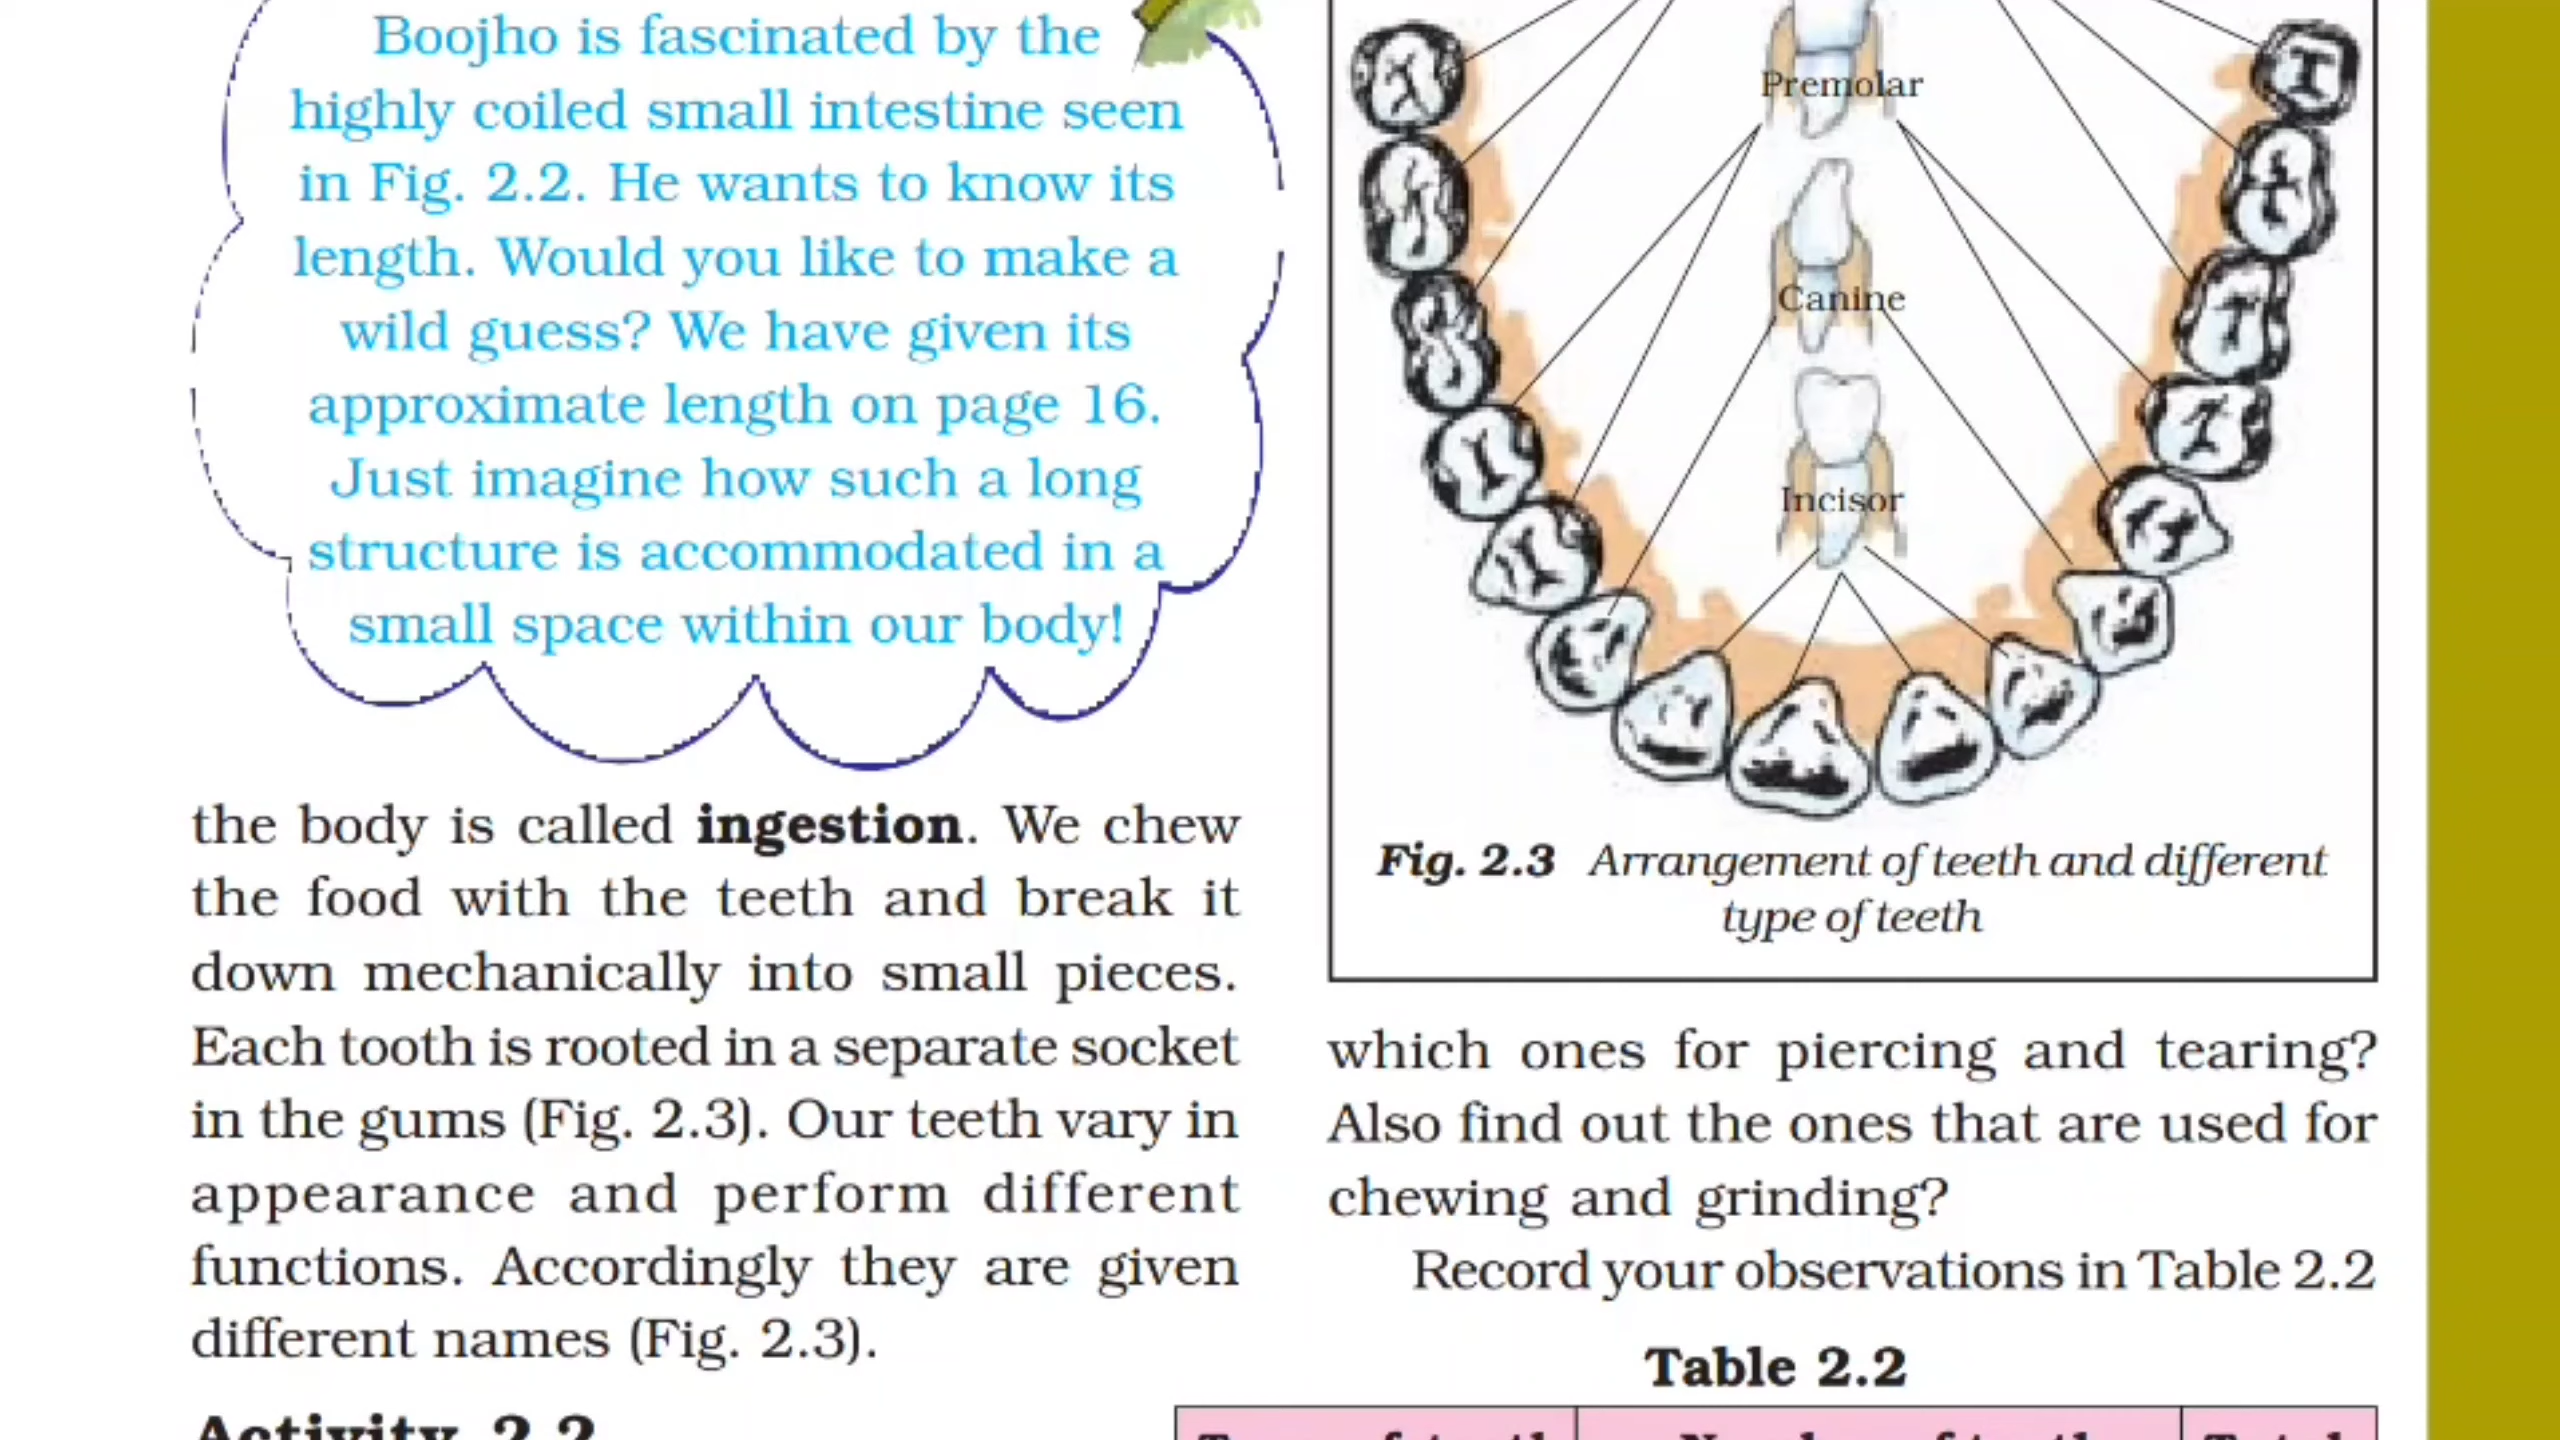 Boojho is fascinated by the
highly coiled small intestine seen
in Fig. 2.2. He wants to know its
length. Would you like to make a
wild guess? We have given its
approximate length on page 16.
Just imagine how such a long
structure is accommodated in a
small space within our body!
the body is called ingestion. We chew
the food with the teeth and break it
down mechanically into small pieces.
Each tooth is rooted in a separate socket
in the gums (Fig. 2.3). Our teeth vary in
appearance and perform different
functions. Accordingly they are given
different names (Fig. 2.3).
Activity 2.2
Premolar
Canine
Incisor
Fig. 2.3 Arrangement of teeth and different
type of teeth
which ones for piercing and tearing?
Also find out the ones that are used for
chewing and grinding?
Record your observations in Table 2.2
Table 2.2